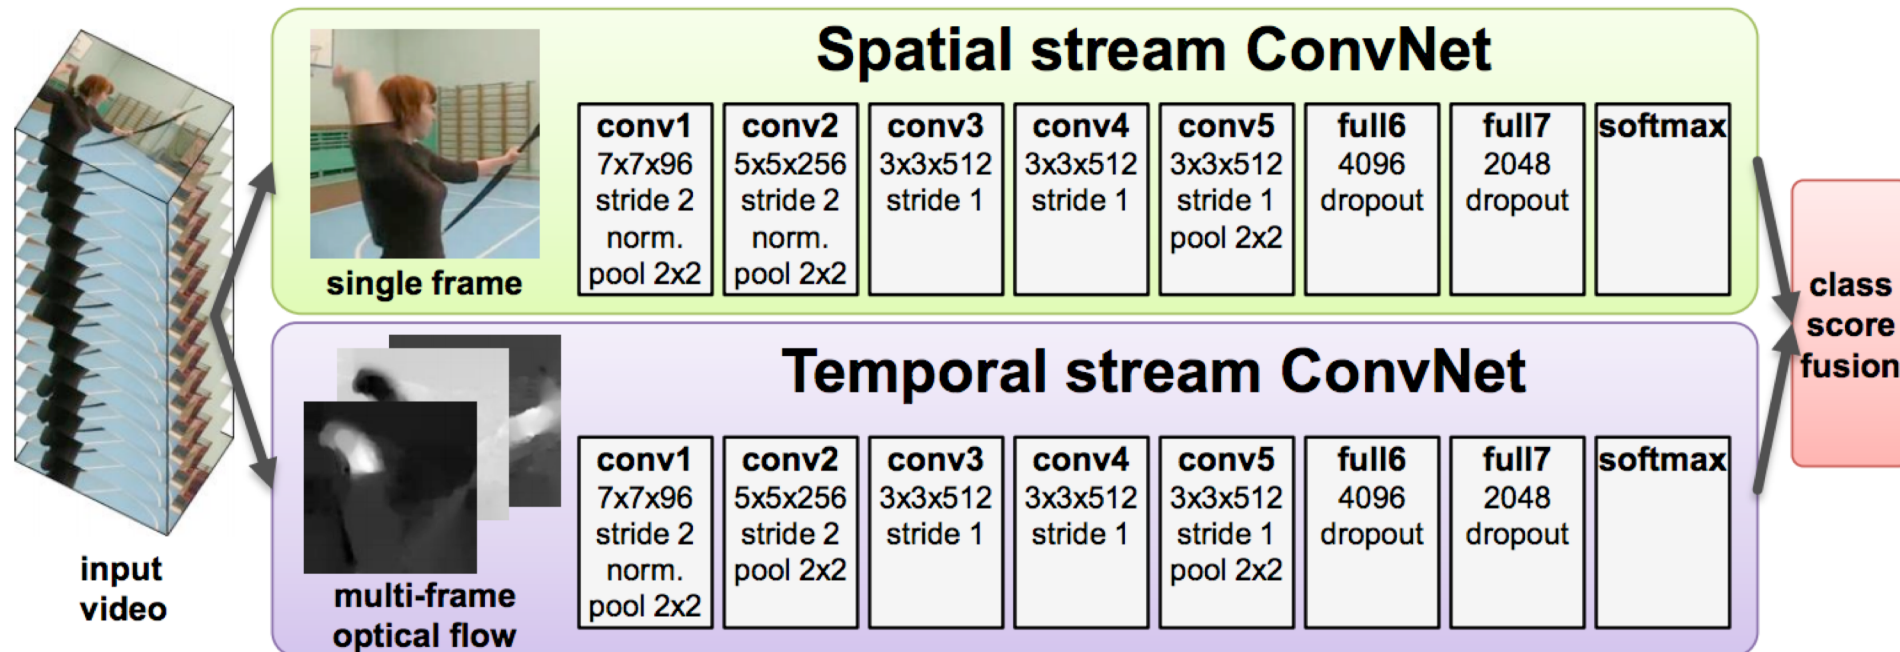 input
video
Spatial stream ConvNet
single frame
conv1
7x7x96
stride 2
norm.
pool 2x2
conv2
5x5x256
stride 2
norm.
pool 2x2
conv3
3x3x512
stride 1
conv4
3x3x512
stride 1
conv5
3x3x512
stride 1
pool 2x2
full6
4096
dropout
full7
2048
dropout
softmax
Temporal stream ConvNet
multi-frame
optical flow
conv1
7x7x96
stride 2
norm.
pool 2x2
conv2
5x5x256
stride 2
pool 2x2
conv3
3x3x512
stride 1
conv4
3x3x512
stride 1
conv5
3x3x512
stride 1
pool 2x2
full6
4096
dropout
full7
2048
dropout
softmax
class
score
fusion